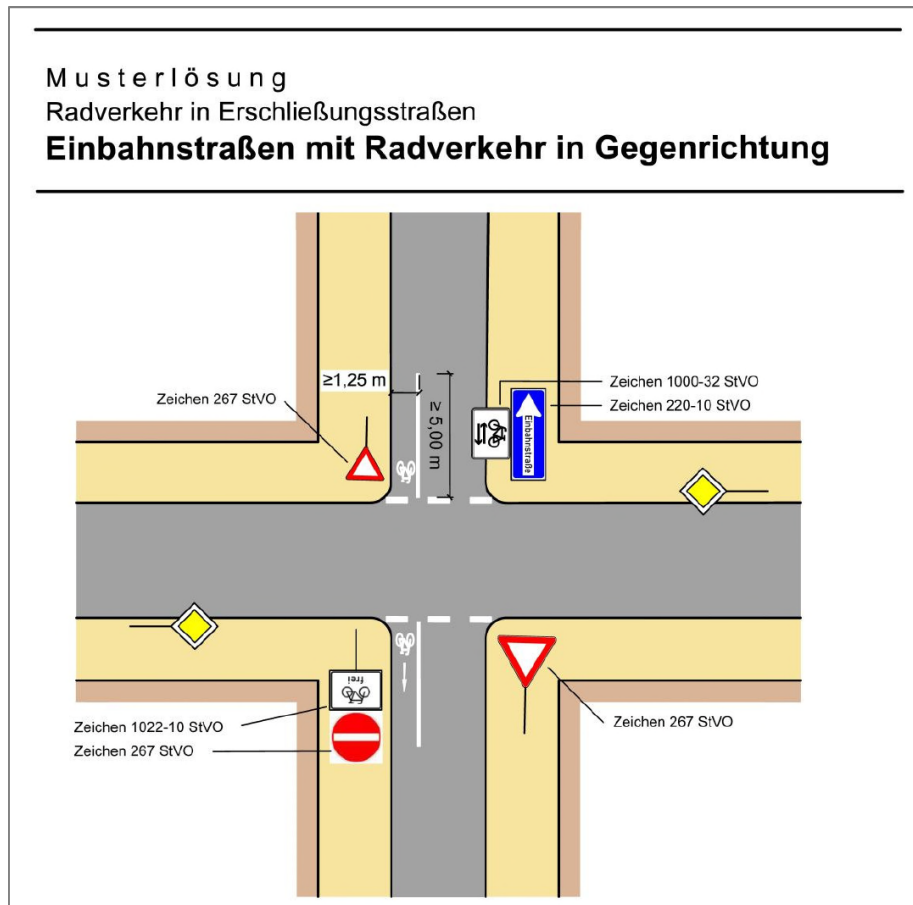 Musterlösung
Radverkehr in Erschließungsstraßen
Einbahnstraßen mit Radverkehr in Gegenrichtung
≥1,25 m
Zeichen 1000-32 StVO
Zeichen 267 StVO
Zeichen 220-10 StVO
≥ 5,00 m
Einbahnstraße
frei
Zeichen 1022-10 StVO
Zeichen 267 StVO
Zeichen 267 StVO